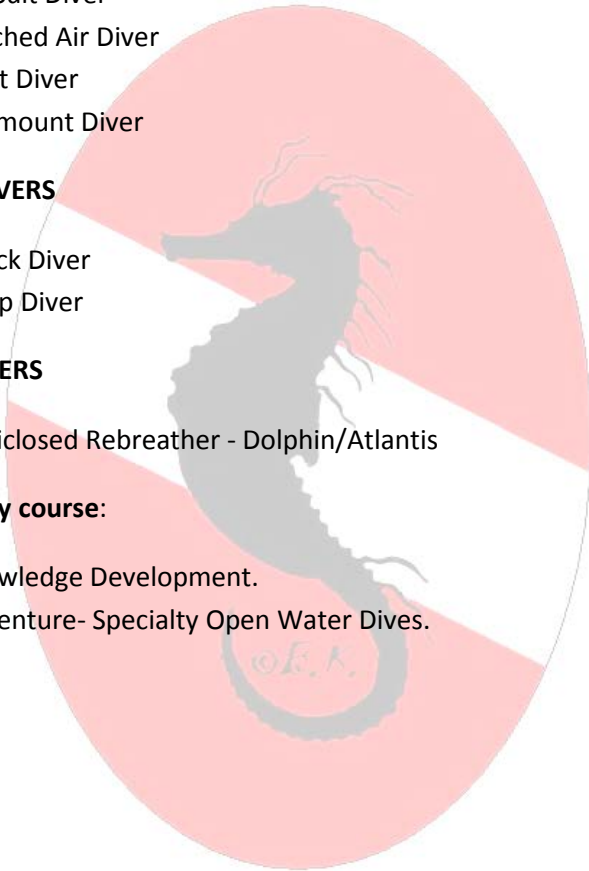 ched Air Diver
t Diver
mount Diver
VERS
ck Diver
p Diver
ERS
iclosed Rebreather - Dolphin/Atlantis
y course:
wledge Development.
enture- Specialty Open Water Dives.
©B.K.